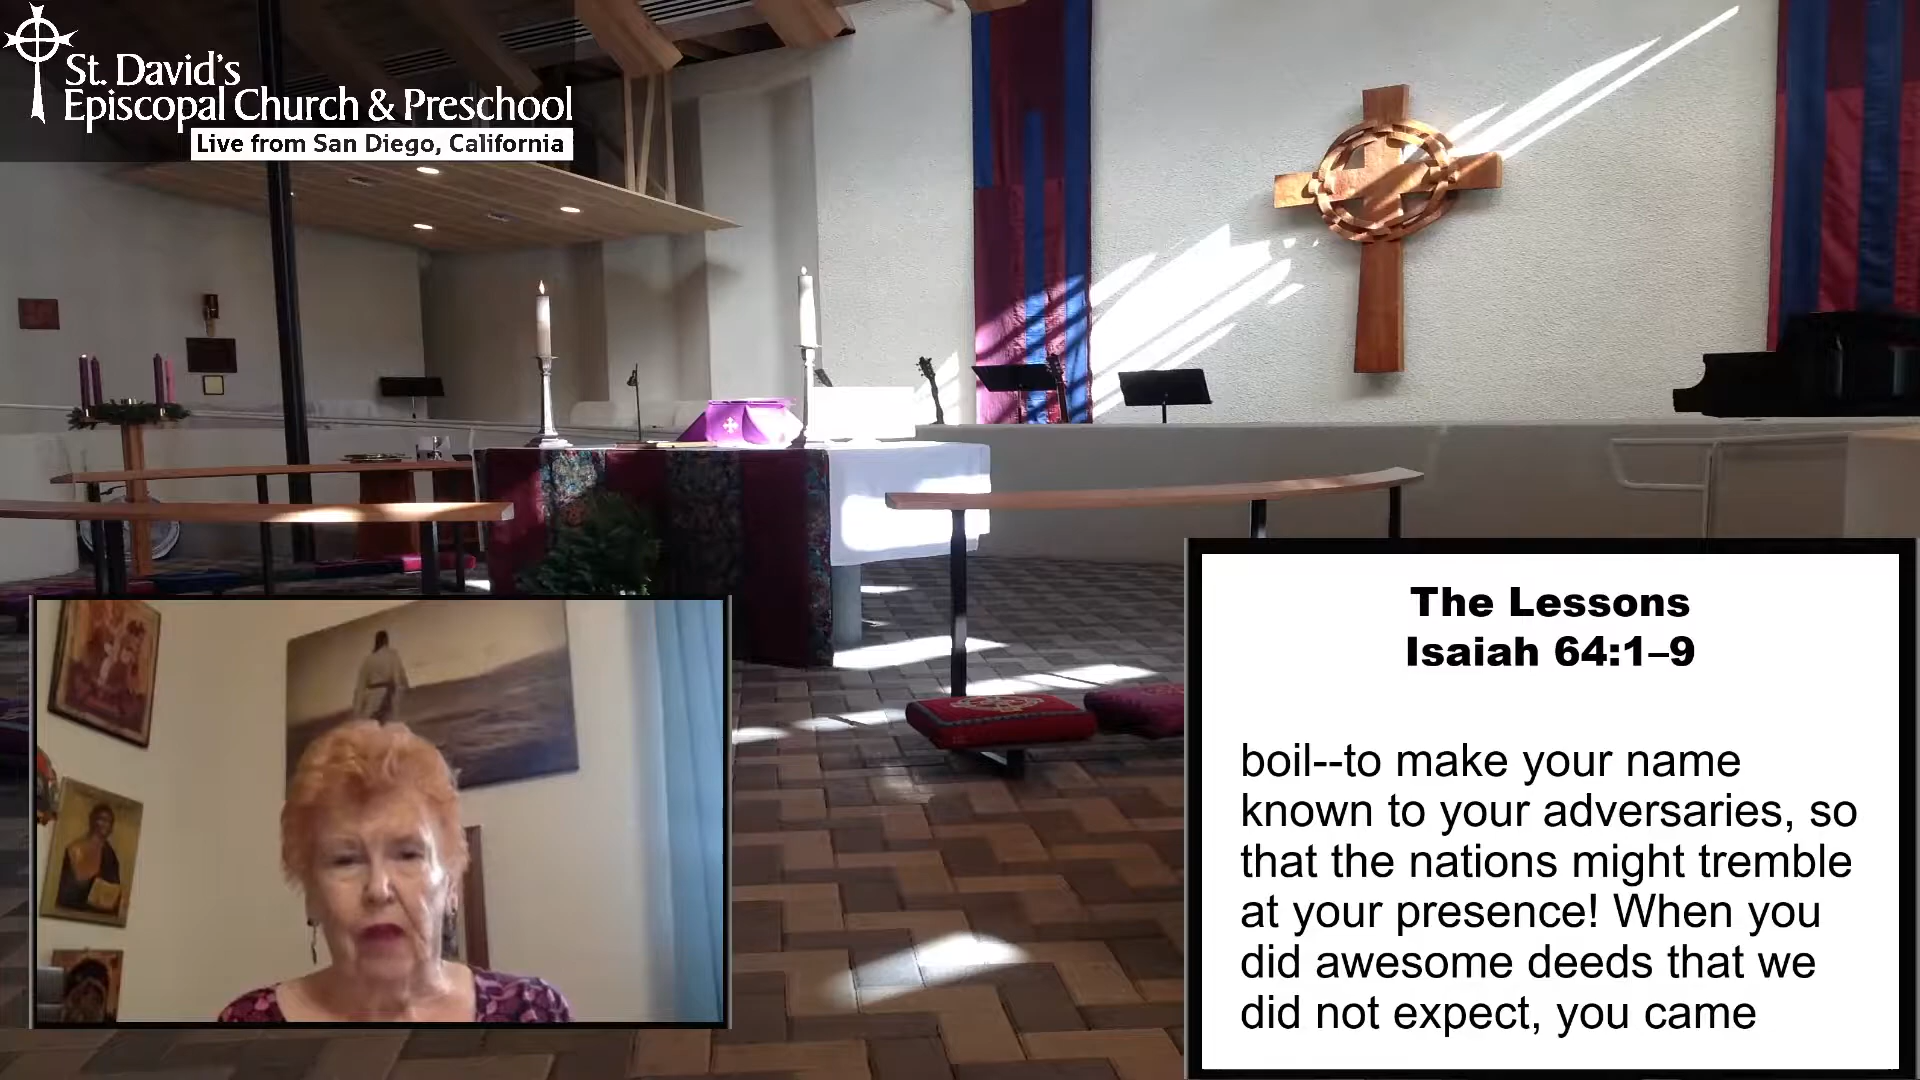 St. David's
Episcopal Church & Preschool
Live from San Diego, California
The Lessons
Isaiah 64:1–9
boil--to make your name
known to your adversaries, so
that the nations might tremble
at your presence! When you
did awesome deeds that we
did not expect, you came